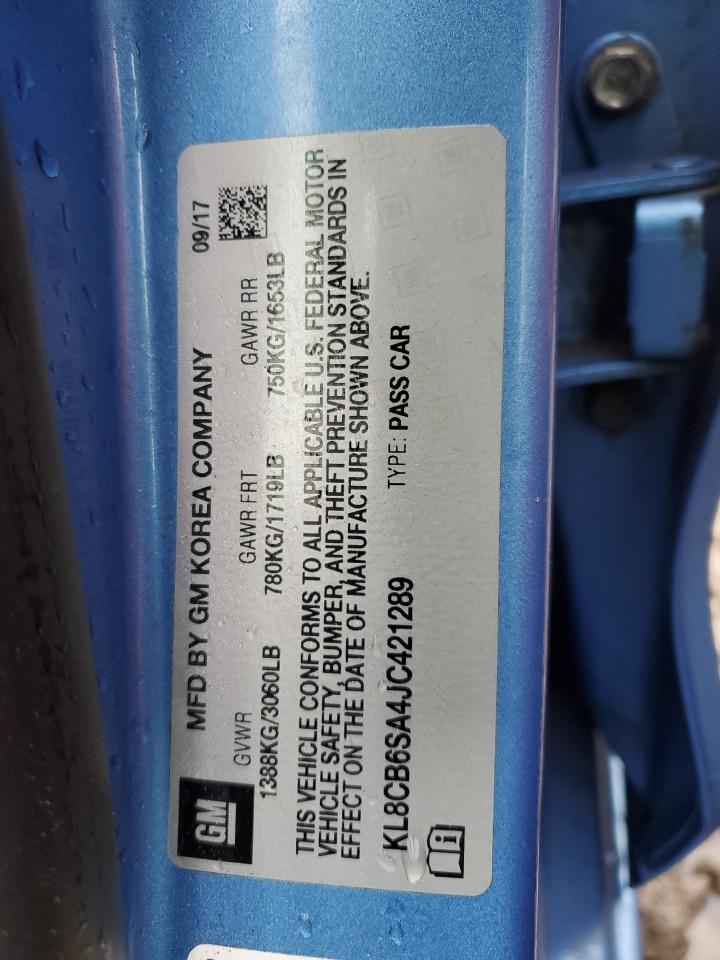 GM
MFD BY GM KOREA COMPANY 09/17
GVWR GAWR FRT GAWR RR
1388KG/3060LB 780KG/1719LB 750KG/1653LB
THIS VEHICLE CONFORMS TO ALL APPLICABLE U.S. FEDERAL MOTOR
VEHICLE SAFETY, BUMPER, AND THEFT PREVENTION STANDARDS IN
EFFECT ON THE DATE OF MANUFACTURE SHOWN ABOVE.
KL8CB6SA4JC421289 TYPE: PASS CAR